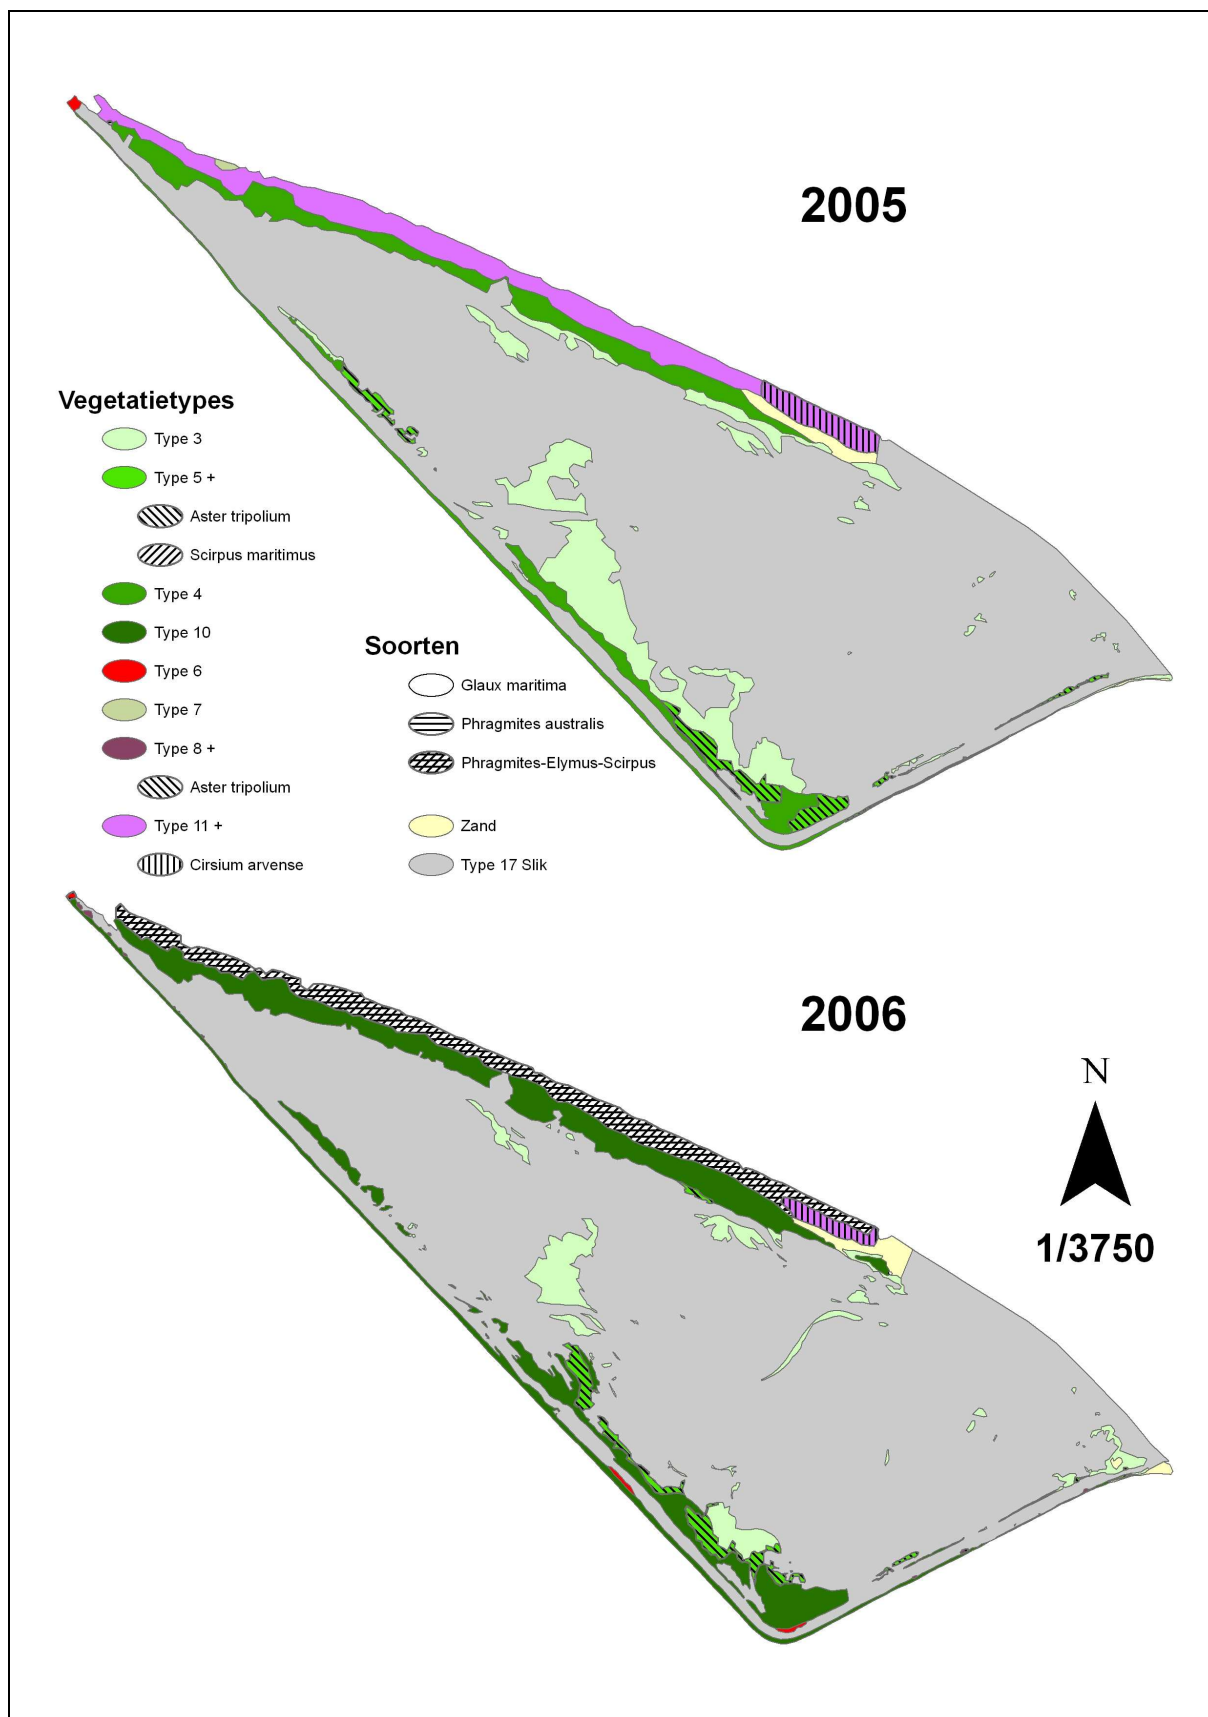 2005
Vegetatietypes
Type 3
Type 5 +
Aster tripolium
Scirpus maritimus
Type 4
Type 10
Type 6
Type 7
Type 8 +
Aster tripolium
Type 11 +
Cirsium arvense
Soorten
Glaux maritima
Phragmites australis
Phragmites-Elymus-Scirpus
Zand
Type 17 Slik
2006
N
1/3750